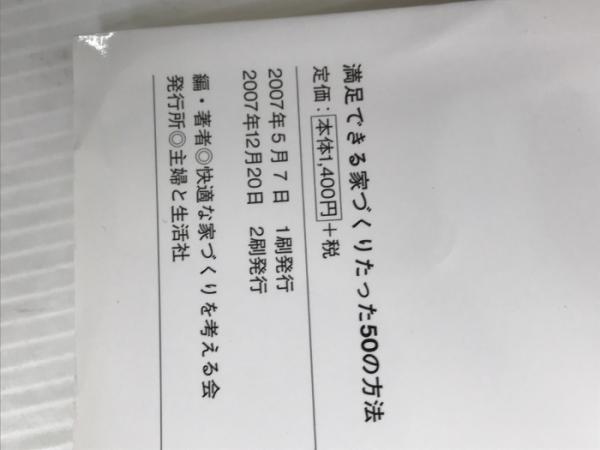 満足できる家づくりたった50の方法
定価：本体1,400円+税
2007年5月7日 1刷発行
2007年12月20日 2刷発行
編・著者◎快適な家づくりを考える会
発行所◎主婦と生活社